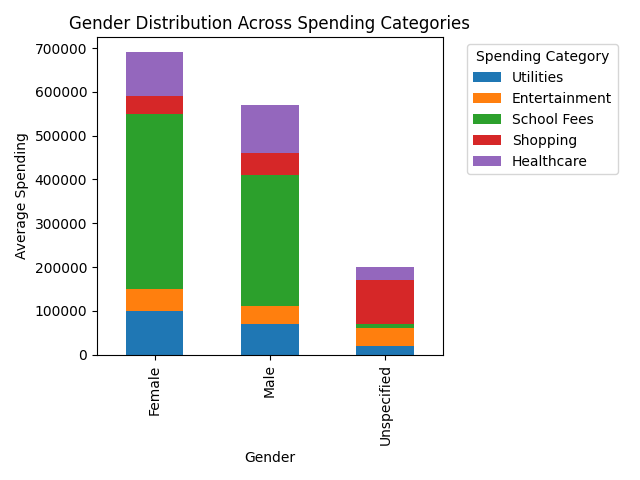 Gender Distribution Across Spending Categories
700000
600000
500000
400000
300000
200000
100000
0
Average Spending
Female
Male
Unspecified
Gender
Spending Category
Utilities
Entertainment
School Fees
Shopping
Healthcare